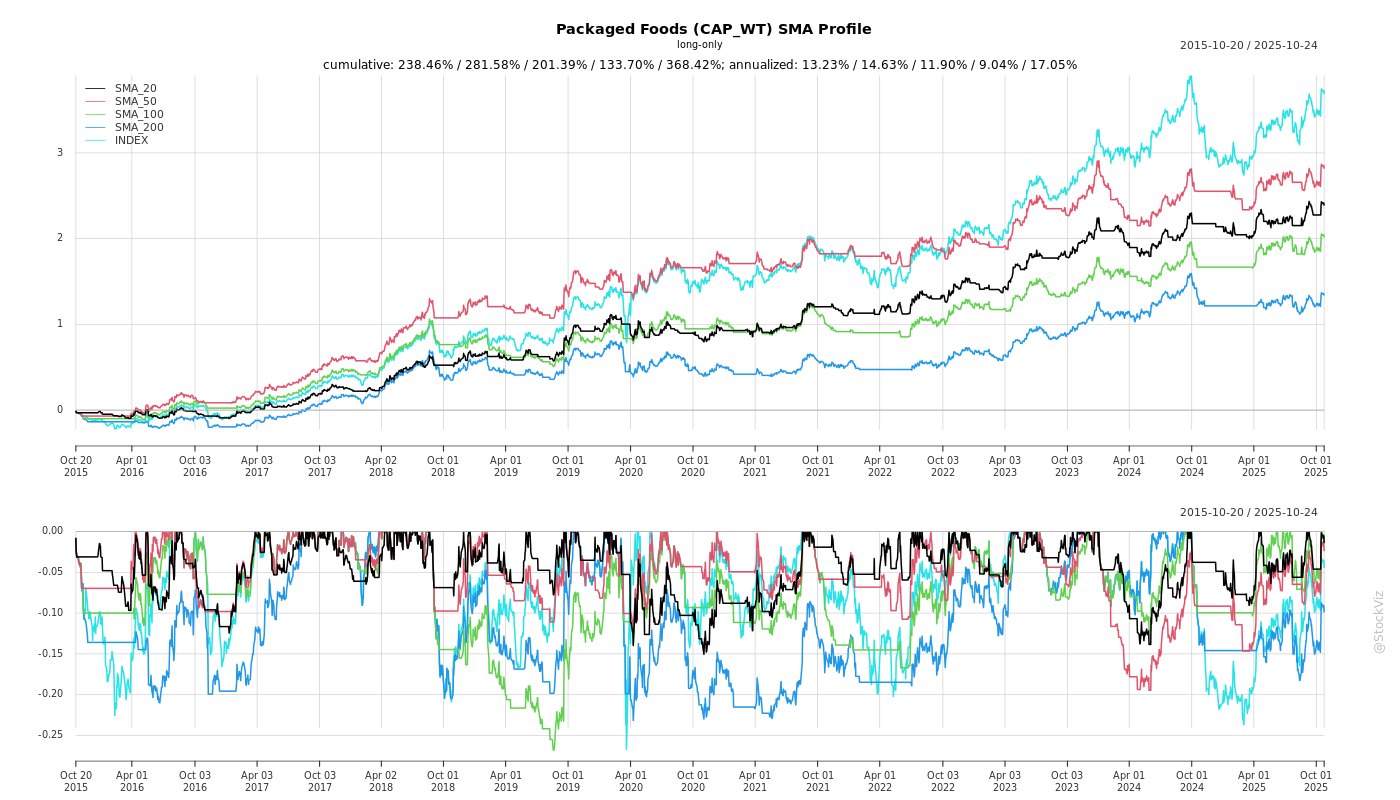 Packaged Foods (CAP_WT) SMA Profile
long-only
2015-10-20 / 2025-10-24
cumulative: 238.46% / 281.58% / 201.39% / 133.70% / 368.42%; annualized: 13.23% / 14.63% / 11.90% / 9.04% / 17.05%
SMA_20
SMA_50
SMA_100
SMA_200
INDEX
3
2
1
0
Oct 20 Apr 01 Oct 03 Apr 03 Oct 03 Apr 02 Oct 01 Apr 01 Oct 01 Apr 01 Oct 01 Apr 01 Oct 01 Apr 01 Oct 03 Apr 03 Oct 03 Apr 01 Oct 01 Apr 01 Oct 01
2015 2016 2016 2017 2017 2018 2018 2019 2019 2020 2020 2021 2021 2022 2022 2023 2023 2024 2024 2025 2025
2015-10-20 / 2025-10-24
0.00
-0.05
-0.10
-0.15
-0.20
-0.25
Oct 20 Apr 01 Oct 03 Apr 03 Oct 03 Apr 02 Oct 01 Apr 01 Oct 01 Apr 01 Oct 01 Apr 01 Oct 01 Apr 01 Oct 03 Apr 03 Oct 03 Apr 01 Oct 01 Apr 01 Oct 01
2015 2016 2016 2017 2017 2018 2018 2019 2019 2020 2020 2021 2021 2022 2022 2023 2023 2024 2024 2025 2025
@StockViz